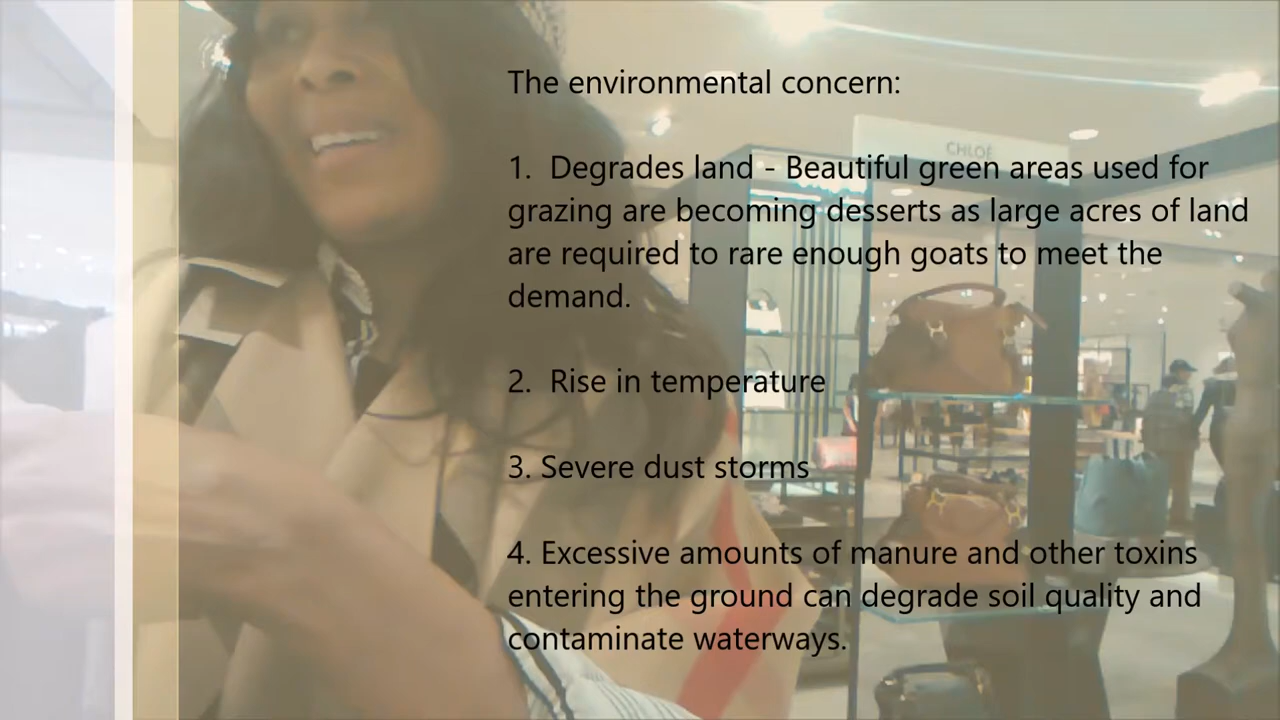 CHLOÉ
The environmental concern:
1. Degrades land - Beautiful green areas used for
grazing are becoming desserts as large acres of land
are required to rare enough goats to meet the
demand.
2. Rise in temperature
3. Severe dust storms
4. Excessive amounts of manure and other toxins
entering the ground can degrade soil quality and
contaminate waterways.